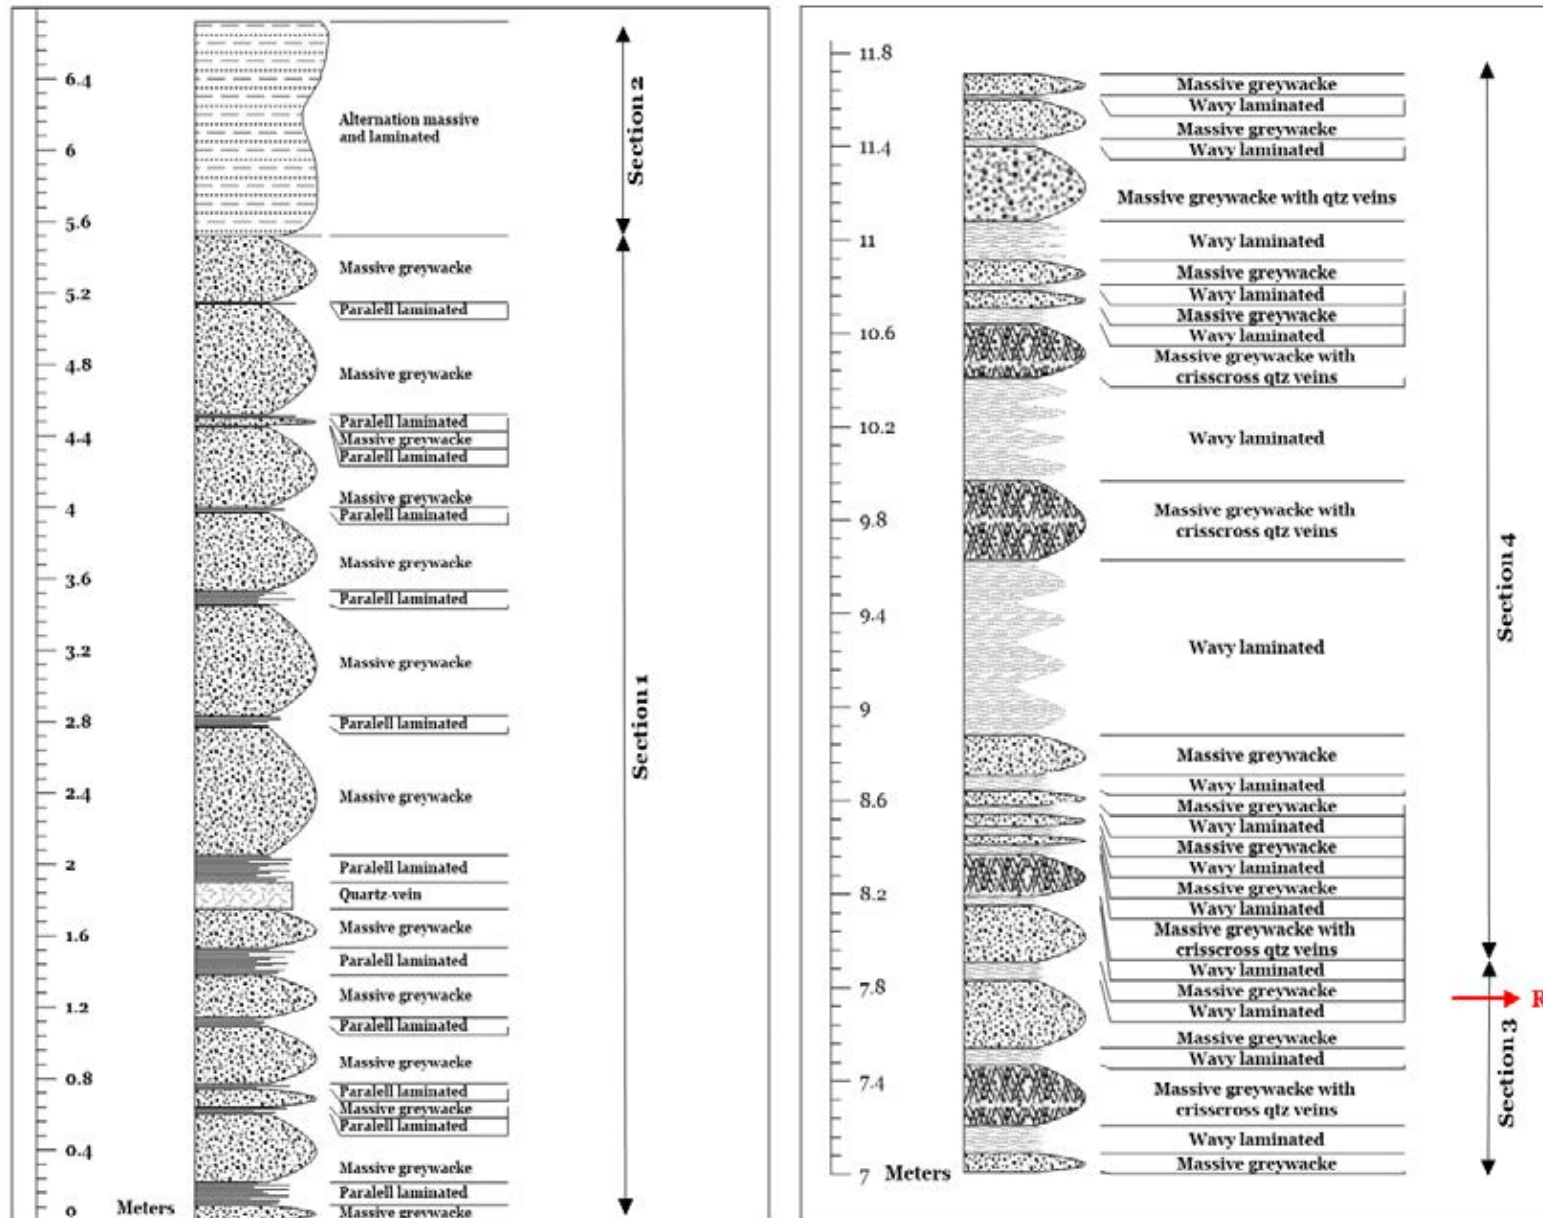 6.4
6
5.6
5.2
4.8
4.4
4
3.6
3.2
2.8
2.4
2
1.6
1.2
0.8
0.4
0
Meters
Alternation massive
and laminated
Massive greywacke
Paralell laminated
Massive greywacke
Paralell laminated
Massive greywacke
Paralell laminated
Massive greywacke
Paralell laminated
Massive greywacke
Paralell laminated
Massive greywacke
Paralell laminated
Massive greywacke
Paralell laminated
Quartz-vein
Massive greywacke
Paralell laminated
Massive greywacke
Paralell laminated
Massive greywacke
Paralell laminated
Massive greywacke
Paralell laminated
Massive greywacke
Paralell laminated
Massive greywacke
Section 2
Section 1
11.8
11.4
11
10.6
10.2
9.8
9.4
9
8.6
8.2
7.8
7.4
7
Meters
Massive greywacke
Wavy laminated
Massive greywacke
Wavy laminated
Massive greywacke with qtz veins
Wavy laminated
Massive greywacke
Wavy laminated
Massive greywacke
Wavy laminated
Massive greywacke with
crisscross qtz veins
Wavy laminated
Massive greywacke with
crisscross qtz veins
Wavy laminated
Massive greywacke
Wavy laminated
Massive greywacke
Wavy laminated
Massive greywacke
Wavy laminated
Massive greywacke
Wavy laminated
Massive greywacke with
crisscross qtz veins
Wavy laminated
Massive greywacke
Wavy laminated
Massive greywacke
Wavy laminated
Massive greywacke with
crisscross qtz veins
Wavy laminated
Massive greywacke
Section 4
Section 3